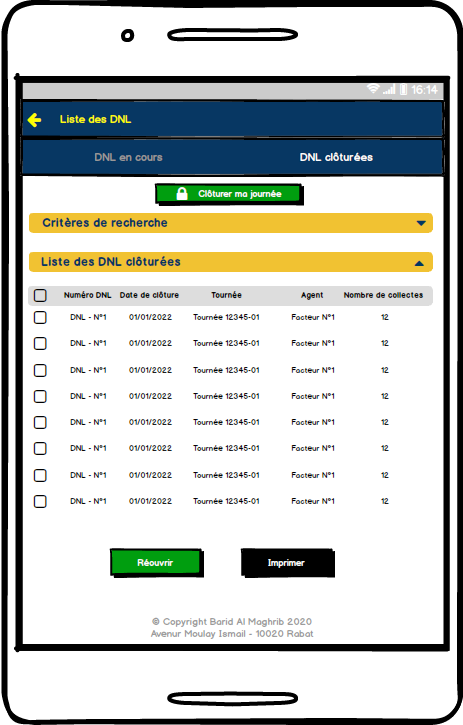 16:14
Liste des DNL
DNL en cours DNL clôturées
Clôturer ma journée
Critères de recherche
Liste des DNL clôturées
Numéro DNL Date de clôture Tournée Agent Nombre de collectes
DNL - N°1 01/01/2022 Tournée 12345-01 Facteur N°1 12
DNL - N°1 01/01/2022 Tournée 12345-01 Facteur N°1 12
DNL - N°1 01/01/2022 Tournée 12345-01 Facteur N°1 12
DNL - N°1 01/01/2022 Tournée 12345-01 Facteur N°1 12
DNL - N°1 01/01/2022 Tournée 12345-01 Facteur N°1 12
DNL - N°1 01/01/2022 Tournée 12345-01 Facteur N°1 12
DNL - N°1 01/01/2022 Tournée 12345-01 Facteur N°1 12
DNL - N°1 01/01/2022 Tournée 12345-01 Facteur N°1 12
Réouvrir Imprimer
© Copyright Barid Al Maghrib 2020
Avenur Moulay Ismail - 10020 Rabat